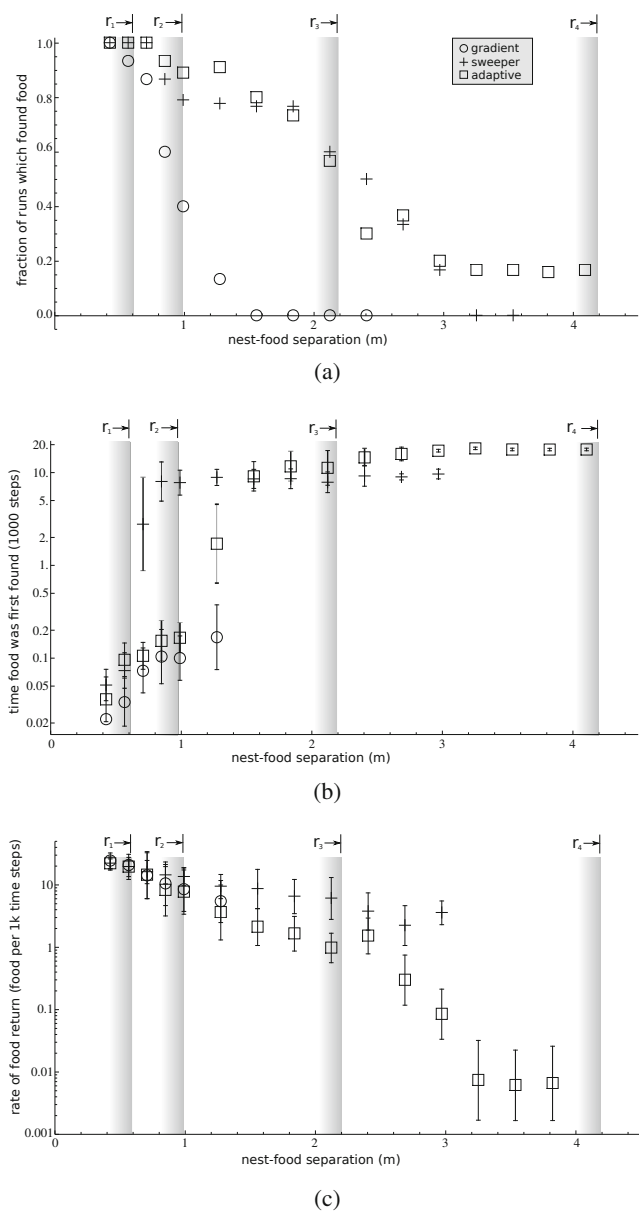 r₁ r₂ r₃ r₄
1.0
0.8
0.6
0.4
0.2
0.0
fraction of runs which found food
gradient
sweeper
adaptive
0 1 2 3 4
nest-food separation (m)
(a)
r₁ r₂ r₃ r₄
20.
10.
5.
2.
1.
0.5
0.2
0.1
0.05
0.02
time food was first found (1000 steps)
0 1 2 3 4
nest-food separation (m)
(b)
r₁ r₂ r₃ r₄
10
1
0.1
0.01
0.001
rate of food return (food per 1k time steps)
0 1 2 3 4
nest-food separation (m)
(c)